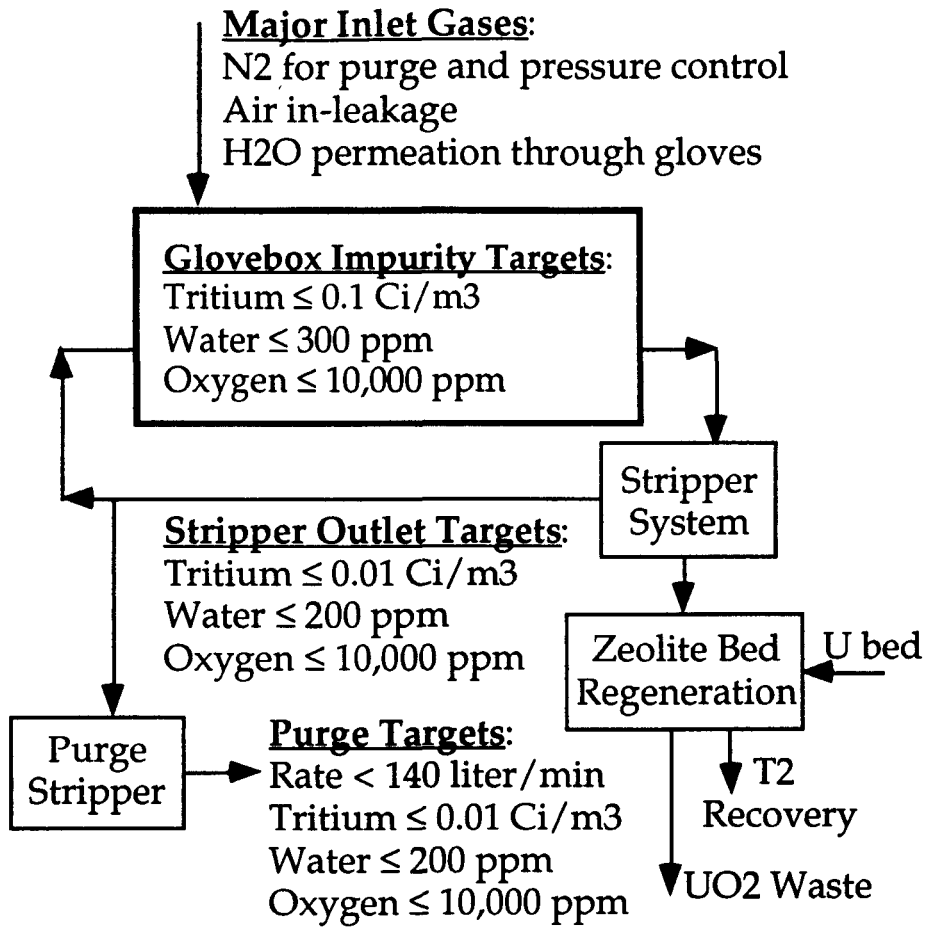 Major Inlet Gases:
N2 for purge and pressure control
Air in-leakage
H2O permeation through gloves
Glovebox Impurity Targets:
Tritium ≤ 0.1 Ci/m3
Water ≤ 300 ppm
Oxygen ≤ 10,000 ppm
Stripper
System
Stripper Outlet Targets:
Tritium ≤ 0.01 Ci/m3
Water ≤ 200 ppm
Oxygen ≤ 10,000 ppm
Zeolite Bed
Regeneration
U bed
Purge
Stripper
Purge Targets:
Rate < 140 liter/min
Tritium ≤ 0.01 Ci/m3
Water ≤ 200 ppm
Oxygen ≤ 10,000 ppm
T2
Recovery
UO2 Waste